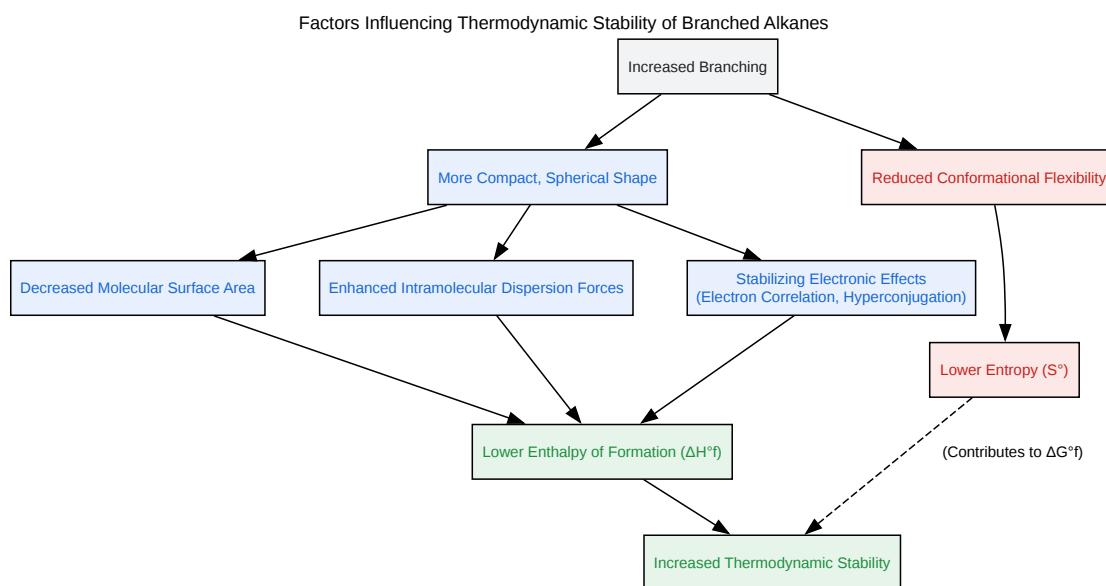 Factors Influencing Thermodynamic Stability of Branched Alkanes
Increased Branching
More Compact, Spherical Shape
Reduced Conformational Flexibility
Decreased Molecular Surface Area
Enhanced Intramolecular Dispersion Forces
Stabilizing Electronic Effects
(Electron Correlation, Hyperconjugation)
Lower Entropy (S°)
Lower Enthalpy of Formation (ΔH°f)
(Contributes to ΔG°f)
Increased Thermodynamic Stability